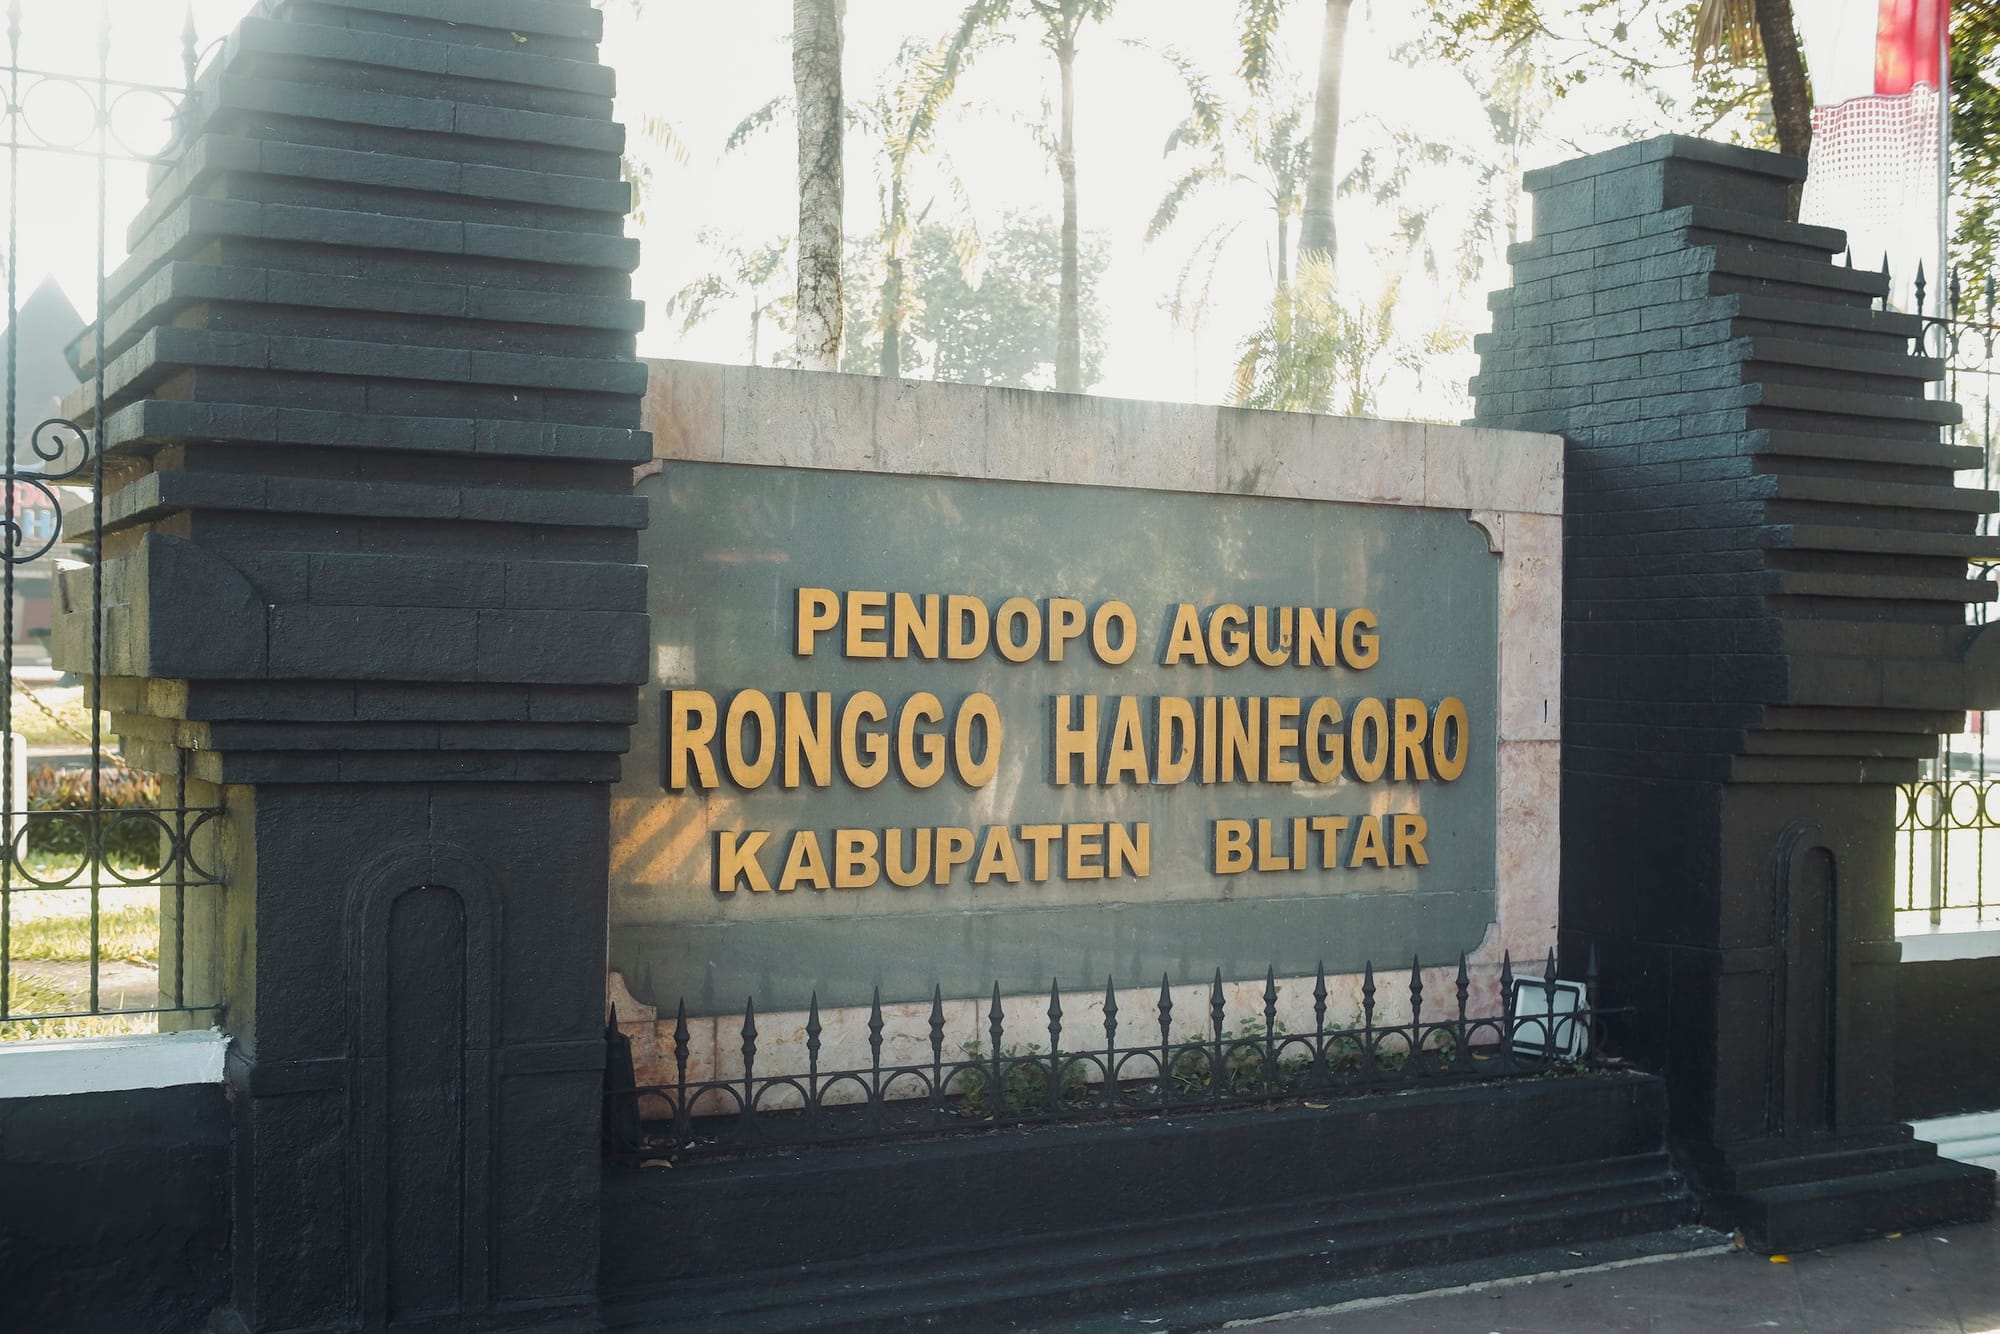 PENDOPO AGUNG
RONGGO HADINEGORO
KABUPATEN BLITAR